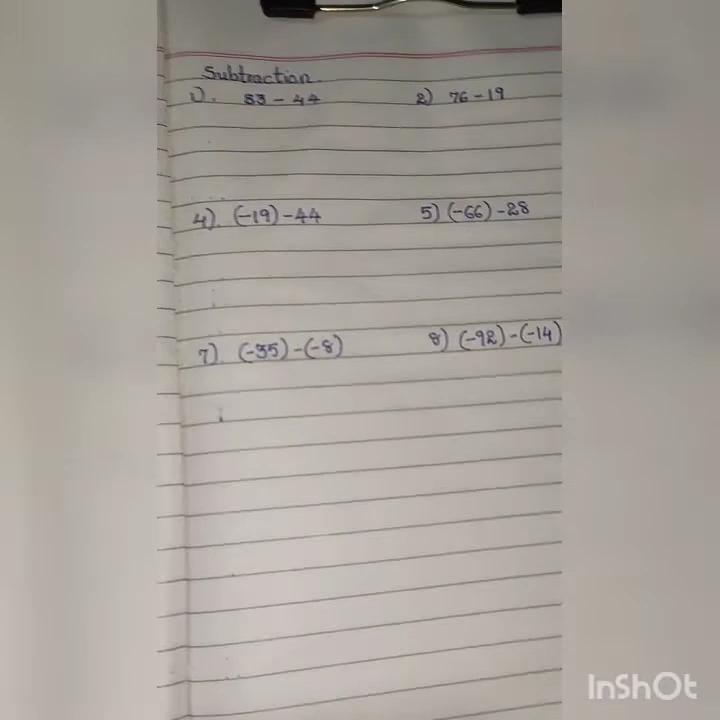 Subtraction
1). 53 - 44 2) 76 - 19
4). (-19) - 44 5) (-66) - 28
7). (-35) - (-8) 8) (-92) - (-14)
InShOt